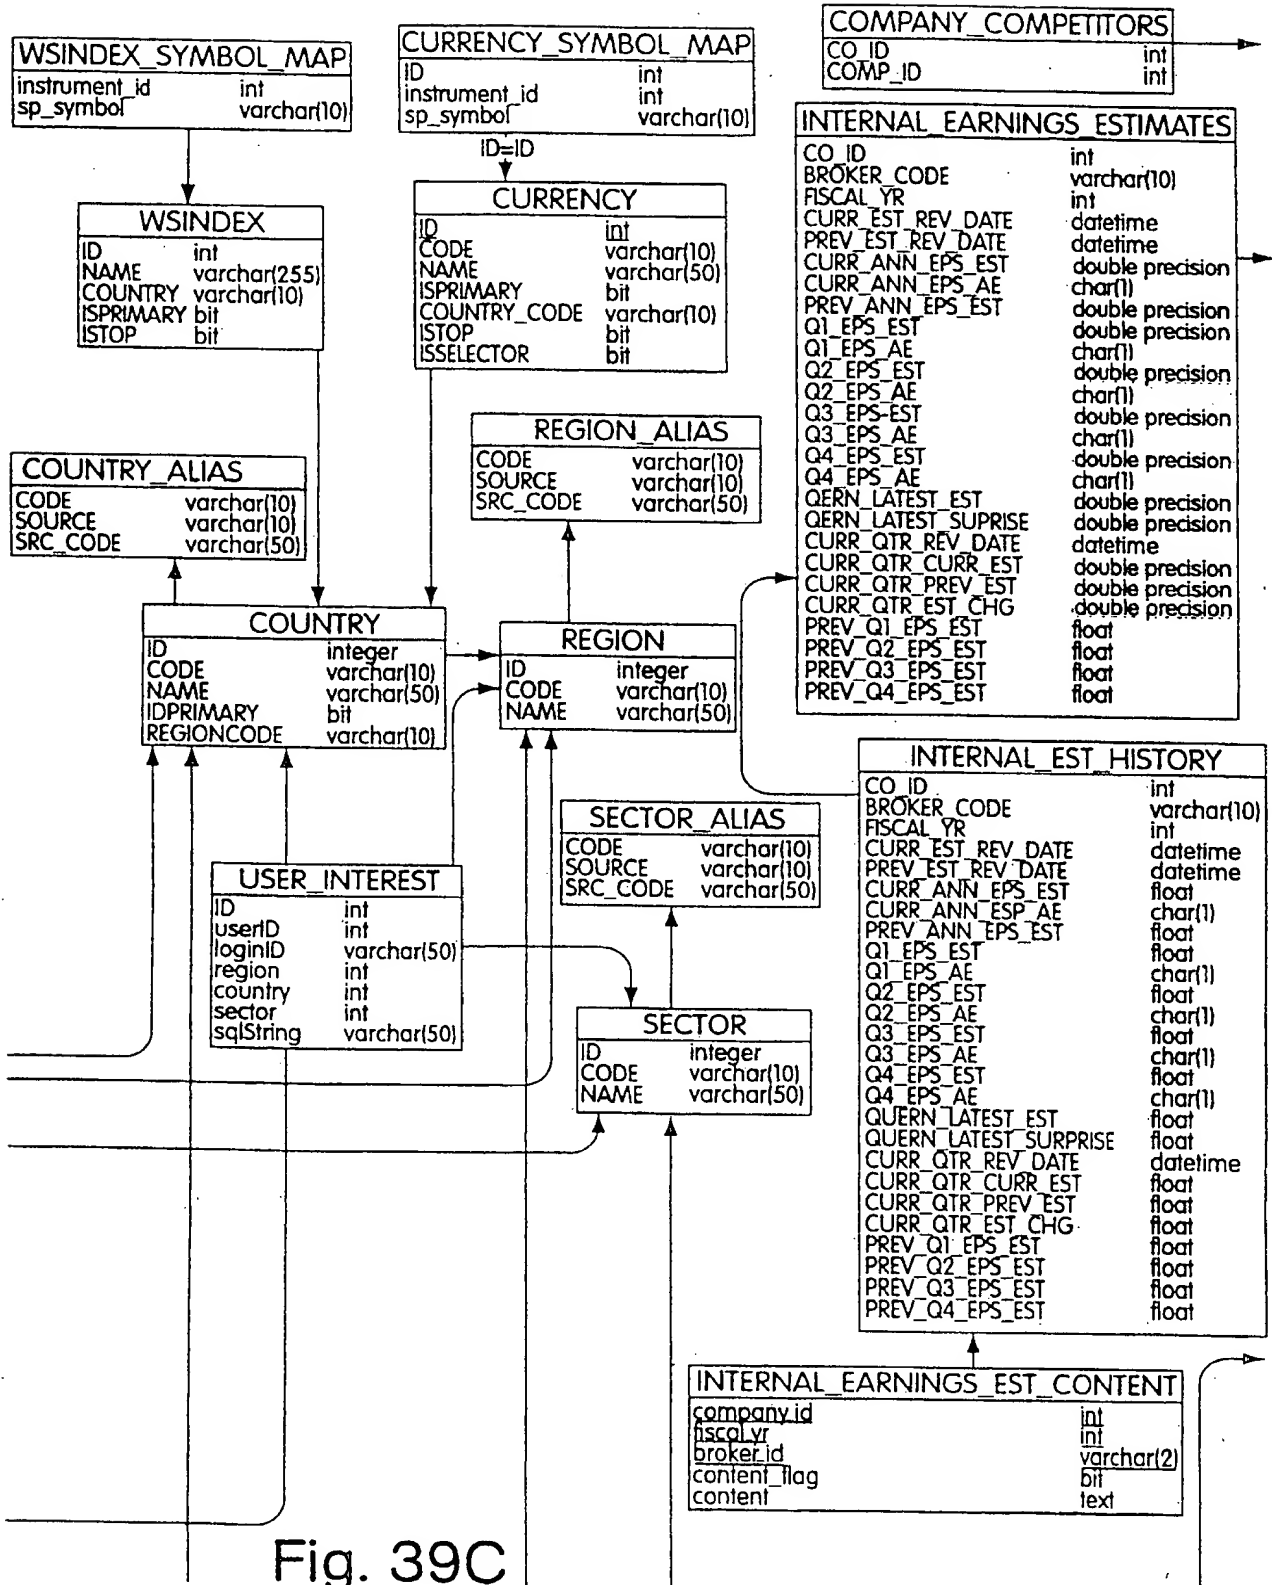 WSINDEX_SYMBOL_MAP
instrument_id int
sp_symbol varchar(10)
CURRENCY_SYMBOL_MAP
ID int
instrument_id int
sp_symbol varchar(10)
ID=ID
COMPANY_COMPETITORS
CO_ID int
COMP_ID int
WSINDEX
ID int
NAME varchar(255)
COUNTRY varchar(10)
ISPRIMARY bit
ISTOP bit
CURRENCY
ID int
CODE varchar(10)
NAME varchar(50)
ISPRIMARY bit
COUNTRY_CODE varchar(10)
ISTOP bit
ISSELECTOR bit
INTERNAL_EARNINGS_ESTIMATES
CO_ID int
BROKER_CODE varchar(10)
FISCAL_YR int
CURR_EST_REV_DATE datetime
PREV_EST_REV_DATE datetime
CURR_ANN_EPS_EST double precision
CURR_ANN_EPS_AE char(1)
PREV_ANN_EPS_EST double precision
Q1_EPS_EST double precision
Q1_EPS_AE char(1)
Q2_EPS_EST double precision
Q2_EPS_AE char(1)
Q3_EPS-EST double precision
Q3_EPS_AE char(1)
Q4_EPS_EST double precision
Q4_EPS_AE char(1)
QERN_LATEST_EST double precision
QERN_LATEST_SUPRISE double precision
CURR_QTR_REV_DATE datetime
CURR_QTR_CURR_EST double precision
CURR_QTR_PREV_EST double precision
CURR_QTR_EST_CHG double precision
PREV_Q1_EPS_EST float
PREV_Q2_EPS_EST float
PREV_Q3_EPS_EST float
PREV_Q4_EPS_EST float
COUNTRY_ALIAS
CODE varchar(10)
SOURCE varchar(10)
SRC_CODE varchar(50)
REGION_ALIAS
CODE varchar(10)
SOURCE varchar(10)
SRC_CODE varchar(50)
COUNTRY
ID integer
CODE varchar(10)
NAME varchar(50)
IDPRIMARY bit
REGIONCODE varchar(10)
REGION
ID integer
CODE varchar(10)
NAME varchar(50)
INTERNAL_EST_HISTORY
CO_ID int
BROKER_CODE varchar(10)
FISCAL_YR int
CURR_EST_REV_DATE datetime
PREV_EST_REV_DATE datetime
CURR_ANN_EPS_EST float
CURR_ANN_ESP_AE char(1)
PREV_ANN_EPS_EST float
Q1_EPS_EST float
Q1_EPS_AE char(1)
Q2_EPS_EST float
Q2_EPS_AE char(1)
Q3_EPS_EST float
Q3_EPS_AE char(1)
Q4_EPS_EST float
Q4_EPS_AE char(1)
QUERN_LATEST_EST float
QUERN_LATEST_SURPRISE float
CURR_QTR_REV_DATE datetime
CURR_QTR_CURR_EST float
CURR_QTR_PREV_EST float
CURR_QTR_EST_CHG float
PREV_Q1_EPS_EST float
PREV_Q2_EPS_EST float
PREV_Q3_EPS_EST float
PREV_Q4_EPS_EST float
SECTOR_ALIAS
CODE varchar(10)
SOURCE varchar(10)
SRC_CODE varchar(50)
USER_INTEREST
ID int
userID int
loginID varchar(50)
region int
country int
sector int
sqlString varchar(50)
SECTOR
ID integer
CODE varchar(10)
NAME varchar(50)
INTERNAL_EARNINGS_EST_CONTENT
company_id int
fiscal_yr int
broker_id varchar(2)
content_flag bit
content text
Fig. 39C